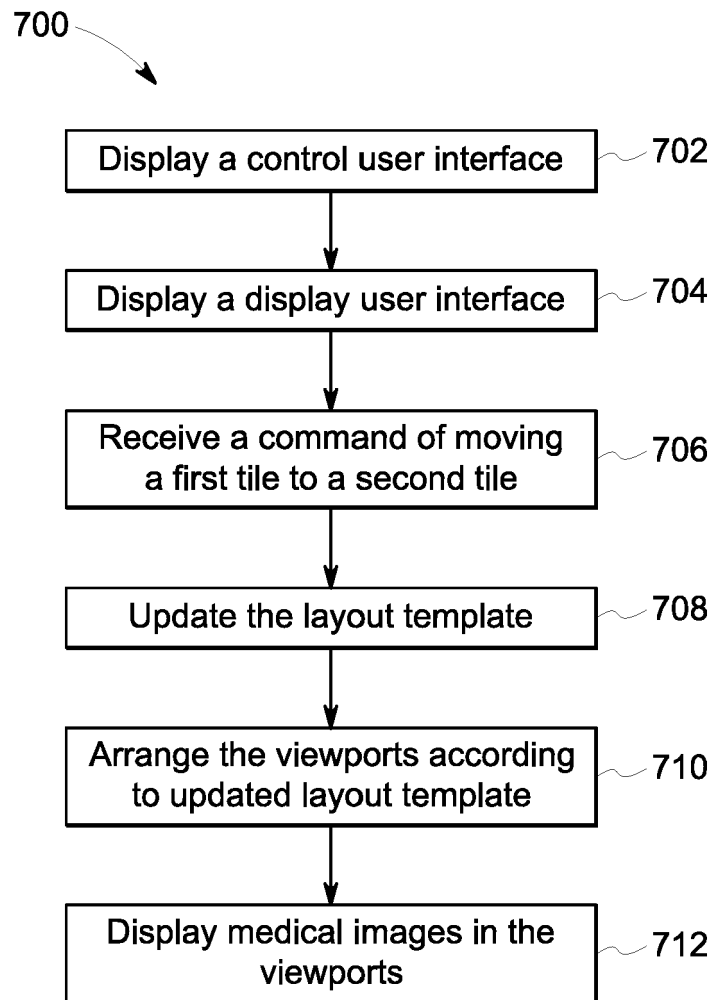 700
Display a control user interface
702
Display a display user interface
704
Receive a command of moving
a first tile to a second tile
706
Update the layout template
708
Arrange the viewports according
to updated layout template
710
Display medical images in the
viewports
712